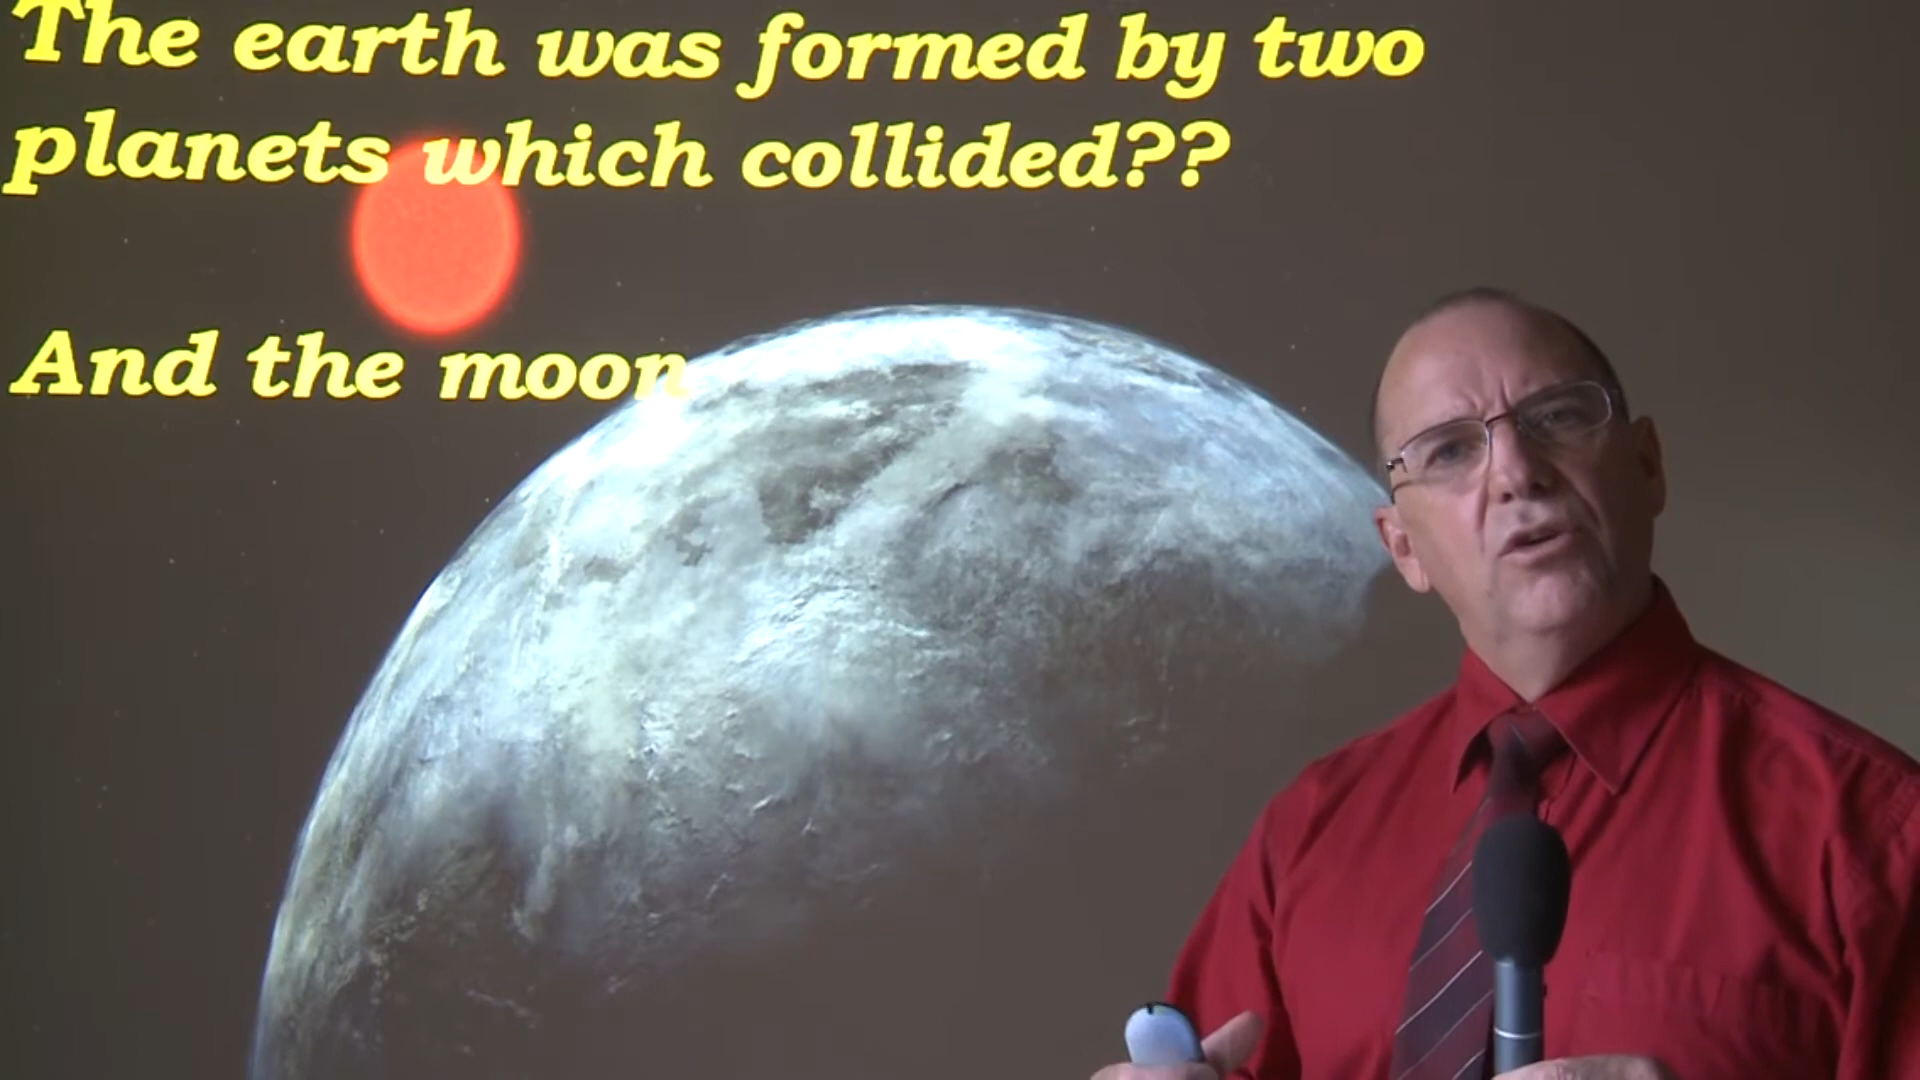 The earth was formed by two
planets which collided??
And the moon